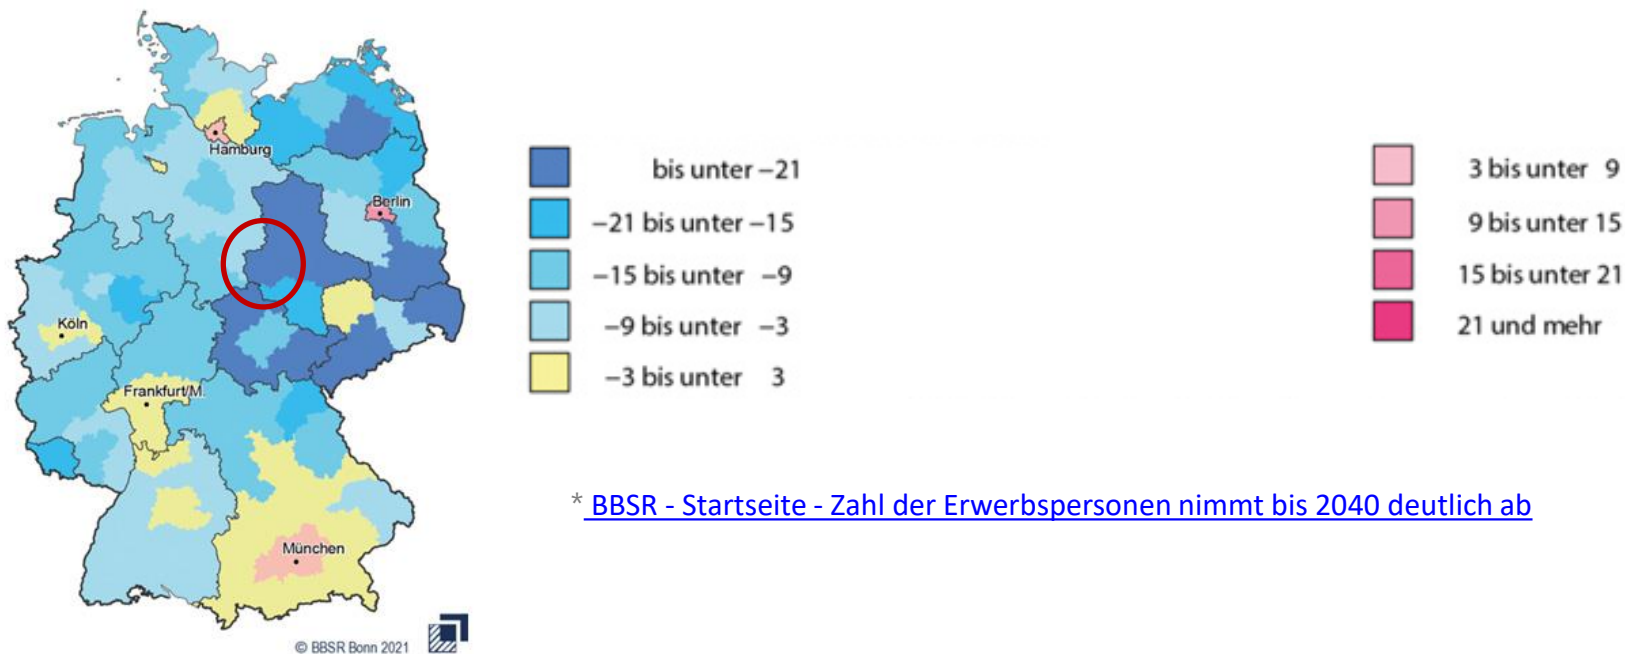 Hamburg
Berlin
Köln
Frankfurt/M.
München
© BBSR Bonn 2021
bis unter −21
−21 bis unter −15
−15 bis unter −9
−9 bis unter −3
−3 bis unter 3
3 bis unter 9
9 bis unter 15
15 bis unter 21
21 und mehr
* BBSR - Startseite - Zahl der Erwerbspersonen nimmt bis 2040 deutlich ab